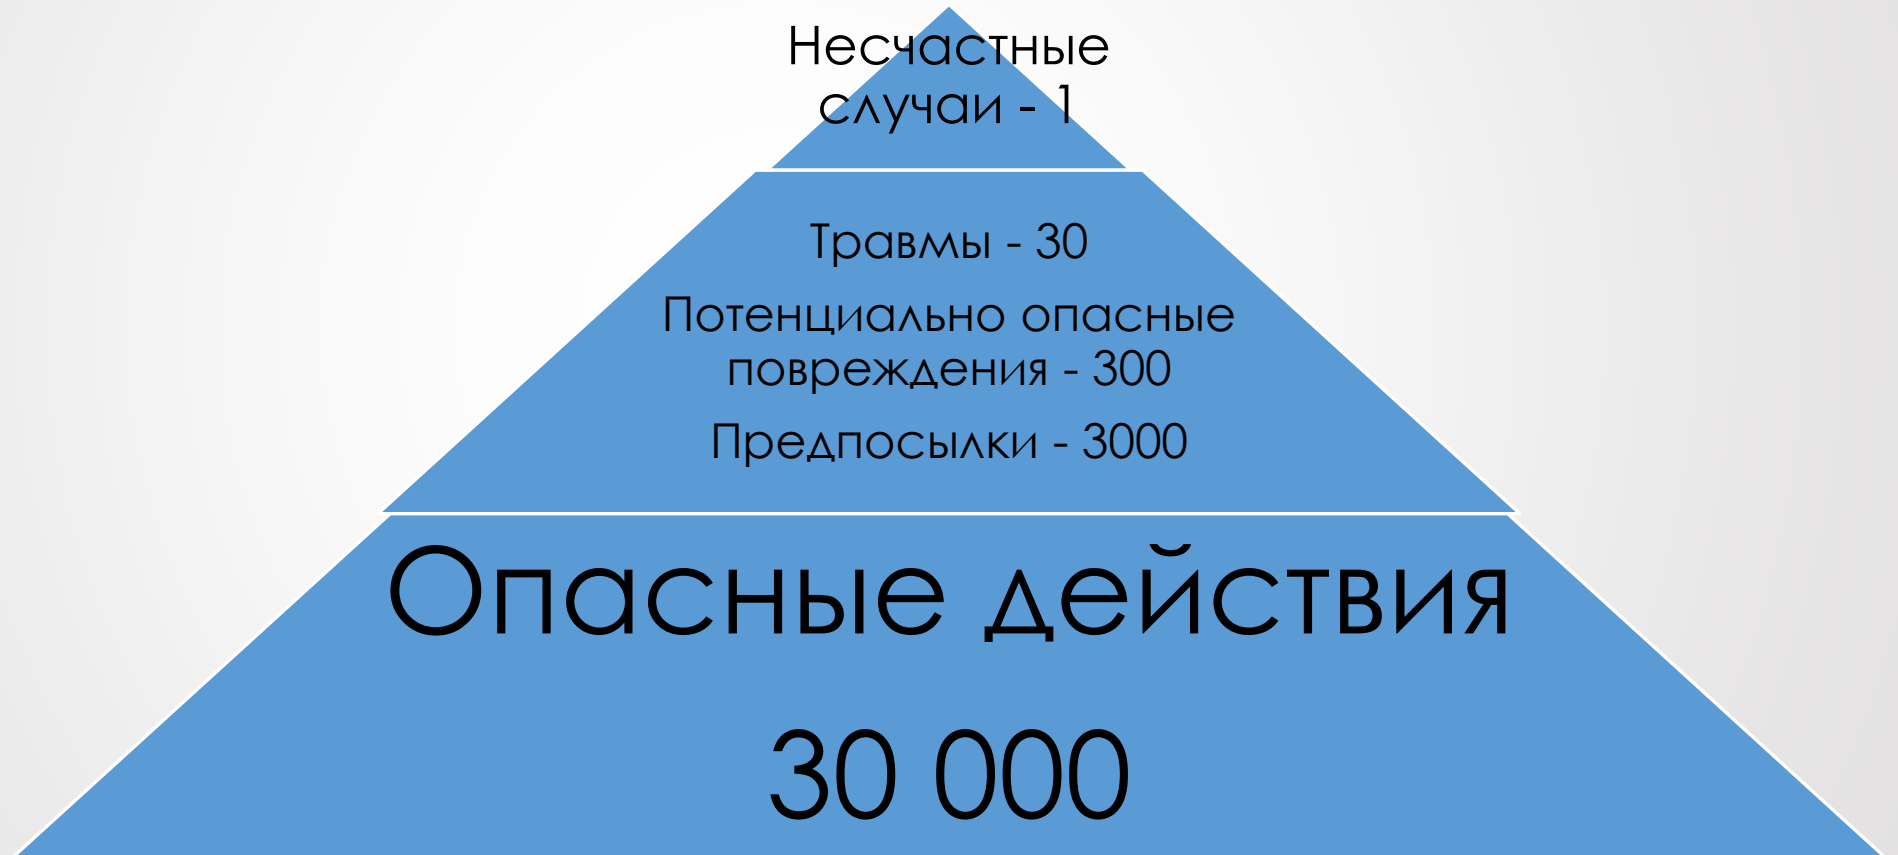 Несчастные
случаи - 1
Травмы - 30
Потенциально опасные
повреждения - 300
Предпосылки - 3000
Опасные действия
30 000